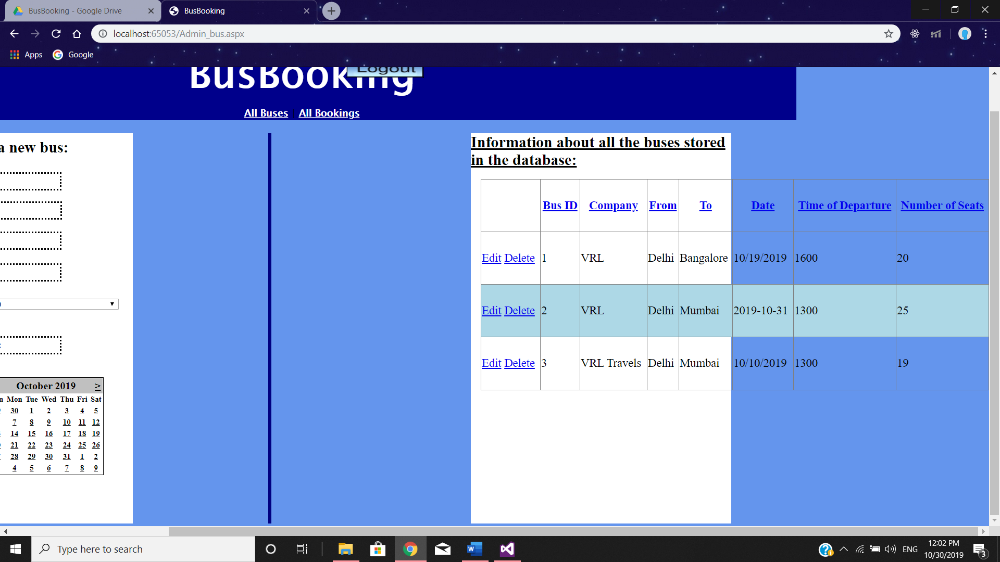 BusBooking - Google Drive
BusBooking
localhost:65053/Admin_bus.aspx
Apps
Google
BusBooking
Logout
All Buses
All Bookings
a new bus:
October 2019 >
Mon Tue Wed Thu Fri Sat
30 1 2 3 4 5
7 8 9 10 11 12
14 15 16 17 18 19
21 22 23 24 25 26
28 29 30 31 1 2
4 5 6 7 8 9
Information about all the buses stored
in the database:
Bus ID Company From To Date Time of Departure Number of Seats
Edit Delete 1 VRL Delhi Bangalore 10/19/2019 1600 20
Edit Delete 2 VRL Delhi Mumbai 2019-10-31 1300 25
Edit Delete 3 VRL Travels Delhi Mumbai 10/10/2019 1300 19
Type here to search
ENG
12:02 PM
10/30/2019
3